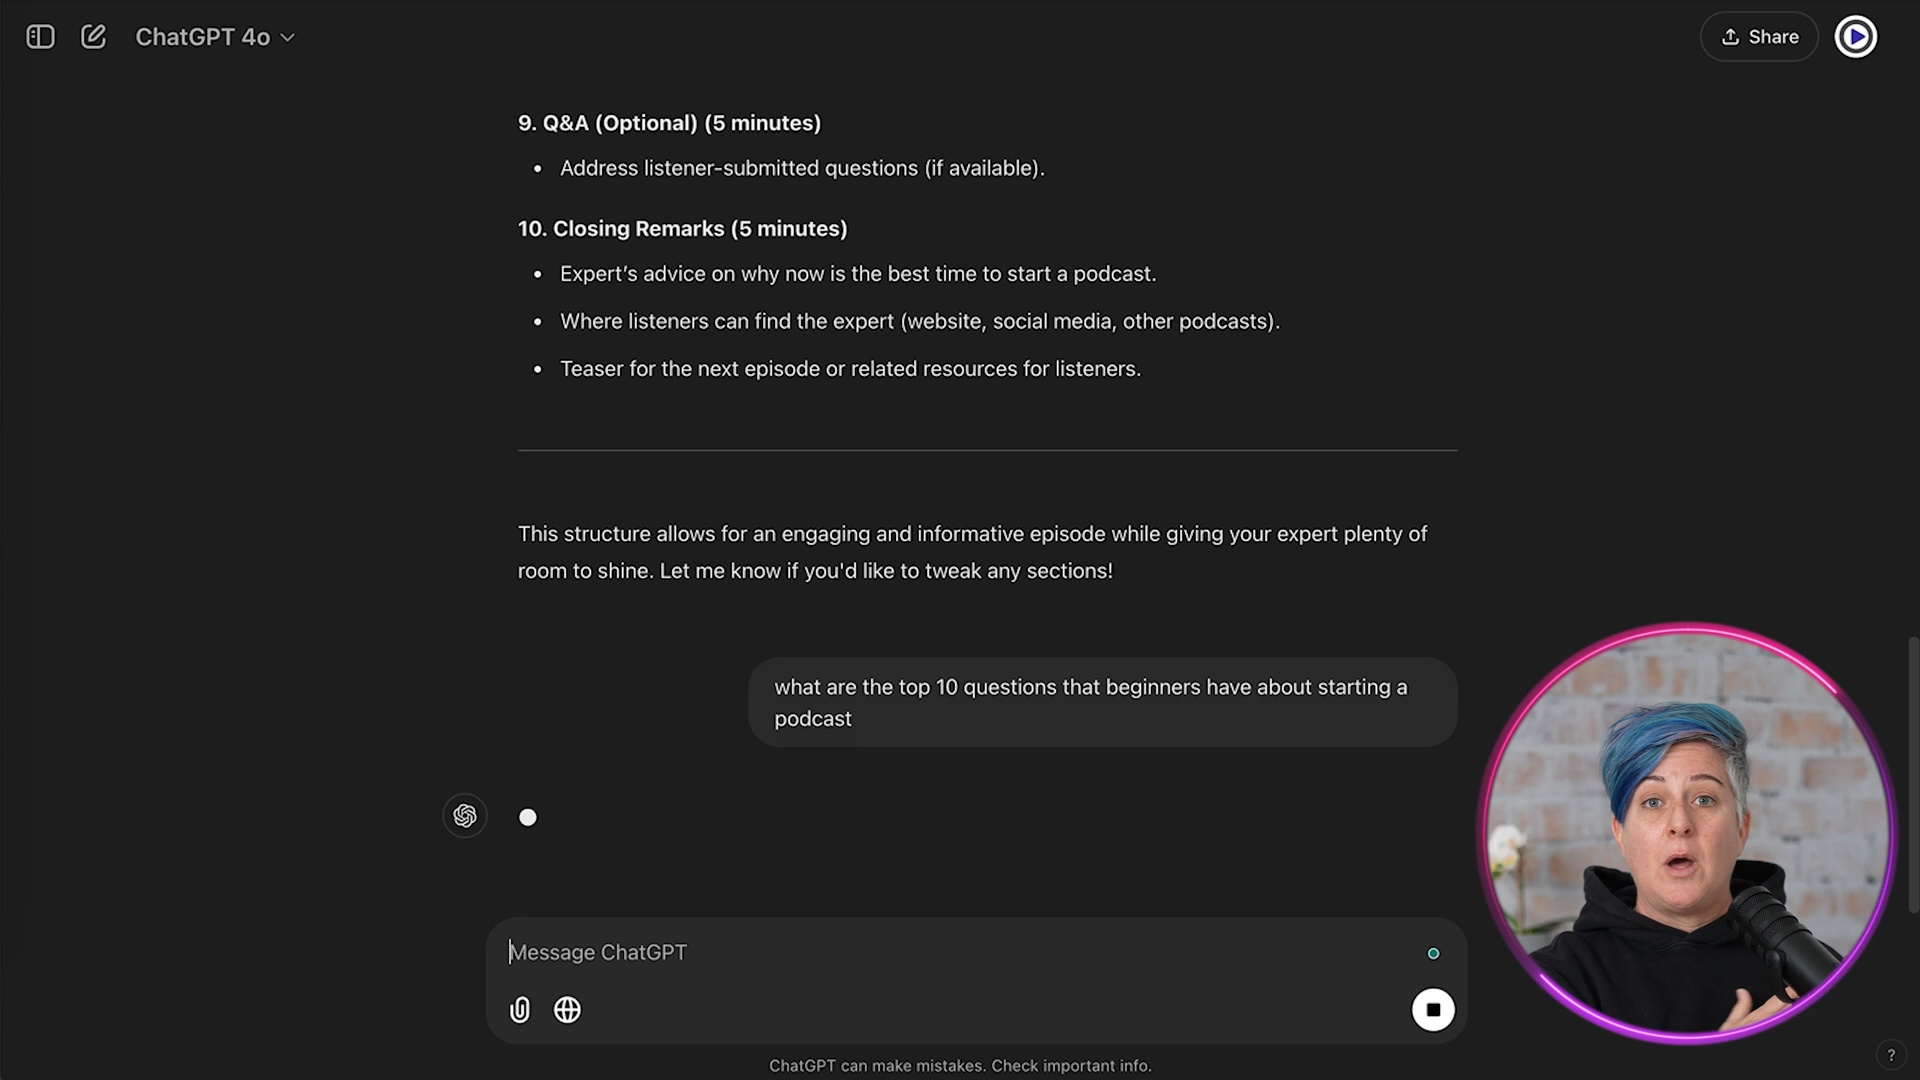 ChatGPT 4o
Share
9. Q&A (Optional) (5 minutes)
• Address listener-submitted questions (if available).
10. Closing Remarks (5 minutes)
• Expert’s advice on why now is the best time to start a podcast.
• Where listeners can find the expert (website, social media, other podcasts).
• Teaser for the next episode or related resources for listeners.
This structure allows for an engaging and informative episode while giving your expert plenty of
room to shine. Let me know if you'd like to tweak any sections!
what are the top 10 questions that beginners have about starting a
podcast
Message ChatGPT
ChatGPT can make mistakes. Check important info.
?